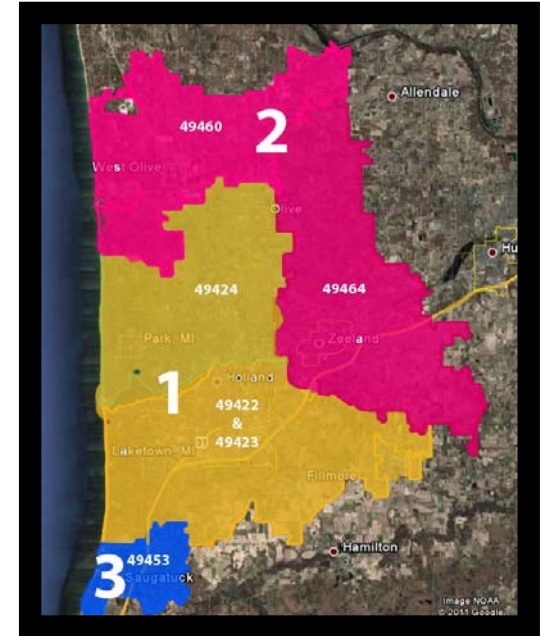 Allendale
49460
2
West Olive
Olive
49424
49464
Hu
Park, MI
Zeeland
1
Holland
49422
&
49423
Laketown, MI
Fillmore
3
49453
Saugatuck
Hamilton
Image NOAA
© 2011 Google